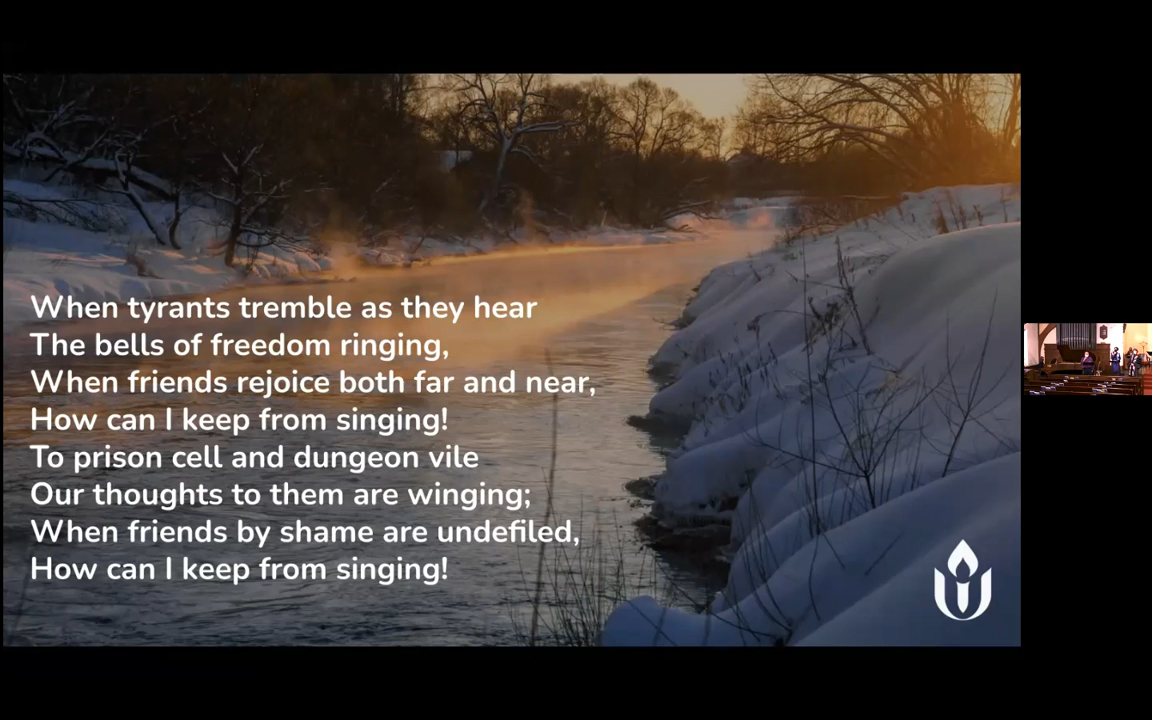 When tyrants tremble as they hear
The bells of freedom ringing,
When friends rejoice both far and near,
How can I keep from singing!
To prison cell and dungeon vile
Our thoughts to them are winging;
When friends by shame are undefiled,
How can I keep from singing!